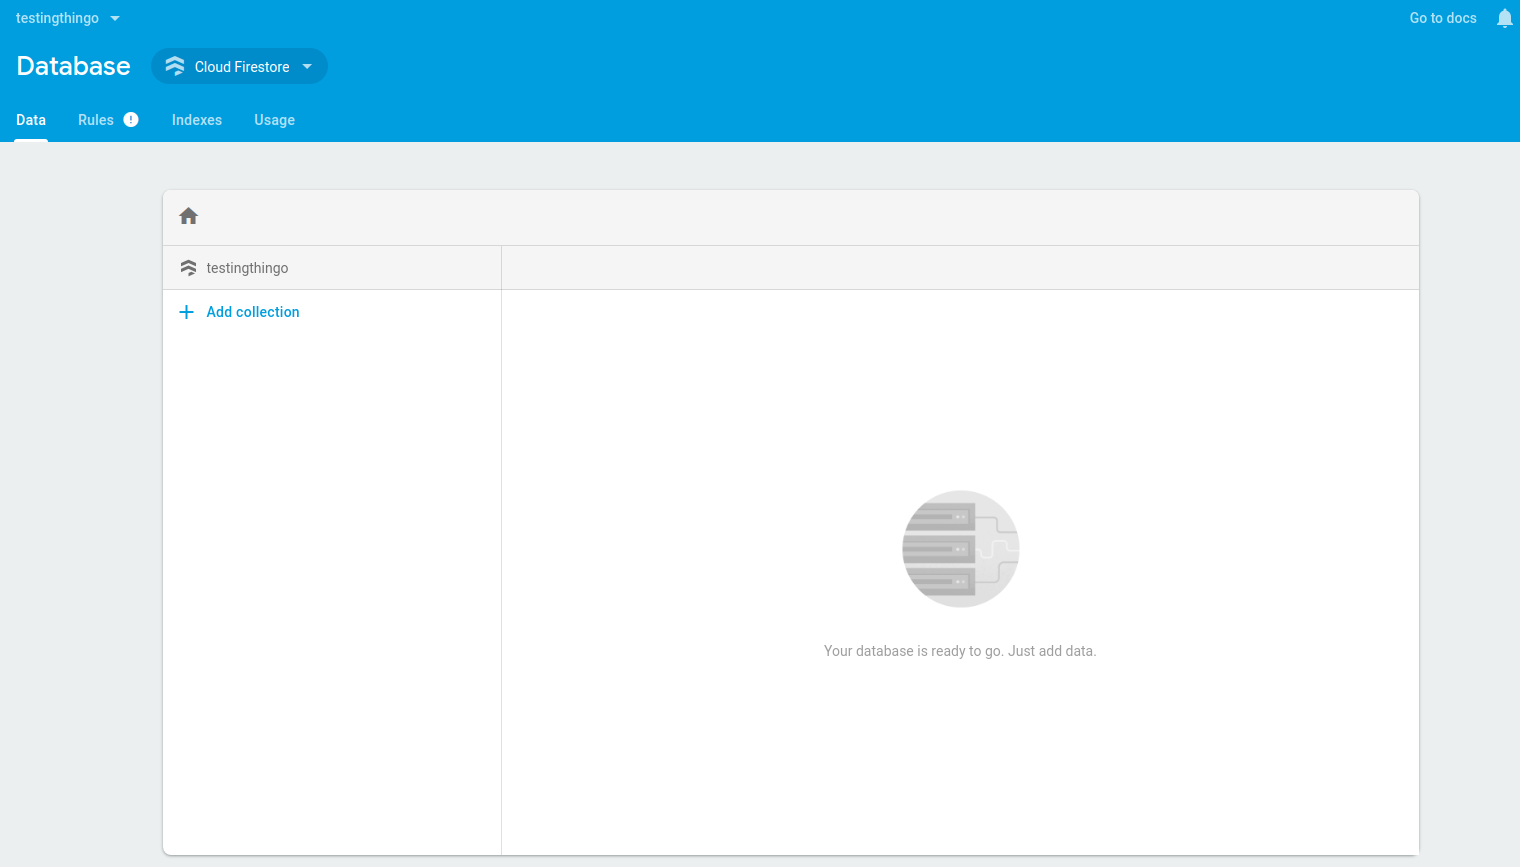 testingthingo
Go to docs
Database
Cloud Firestore
Data
Rules
Indexes
Usage
testingthingo
Add collection
Your database is ready to go. Just add data.